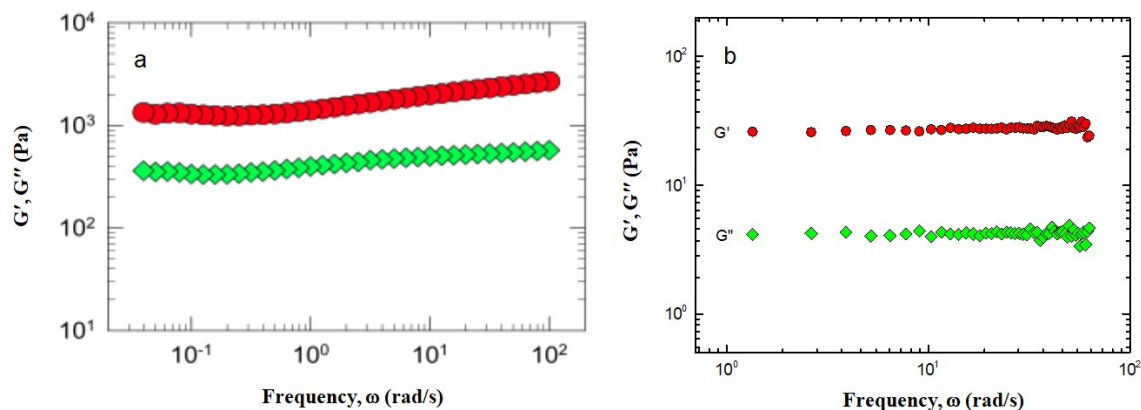 a
10⁴
10³
10²
10¹
G′, G″ (Pa)
10⁻¹ 10⁰ 10¹ 10²
Frequency, ω (rad/s)
b
10²
10¹
10⁰
G'
G"
G′, G″ (Pa)
10⁰ 10¹ 10²
Frequency, ω (rad/s)